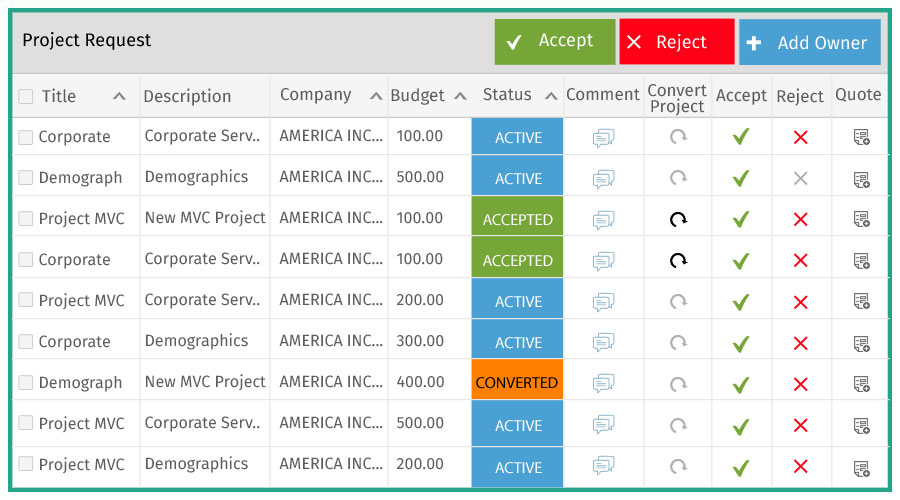 Project Request Accept Reject Add Owner
Title Description Company Budget Status Comment Convert Project Accept Reject Quote
Corporate Corporate Serv.. AMERICA INC... 100.00 ACTIVE
Demograph Demographics AMERICA INC... 500.00 ACTIVE
Project MVC New MVC Project AMERICA INC... 100.00 ACCEPTED
Corporate Corporate Serv.. AMERICA INC... 100.00 ACCEPTED
Project MVC Corporate Serv.. AMERICA INC... 200.00 ACTIVE
Corporate Demographics AMERICA INC... 300.00 ACTIVE
Demograph New MVC Project AMERICA INC... 400.00 CONVERTED
Project MVC Corporate Serv.. AMERICA INC... 500.00 ACTIVE
Project MVC Demographics AMERICA INC... 200.00 ACTIVE